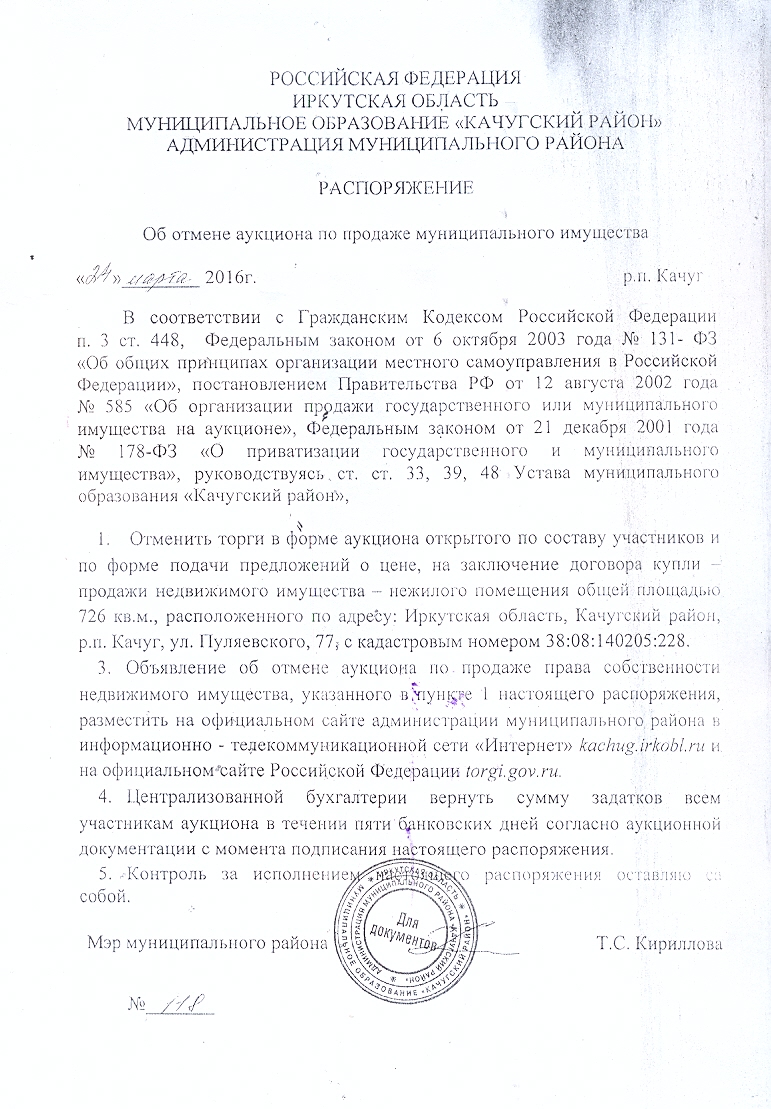 РОССИЙСКАЯ ФЕДЕРАЦИЯ
ИРКУТСКАЯ ОБЛАСТЬ
МУНИЦИПАЛЬНОЕ ОБРАЗОВАНИЕ «КАЧУГСКИЙ РАЙОН»
АДМИНИСТРАЦИЯ МУНИЦИПАЛЬНОГО РАЙОНА
РАСПОРЯЖЕНИЕ
Об отмене аукциона по продаже муниципального имущества
«24» марта 2016г. р.п. Качуг
В соответствии с Гражданским Кодексом Российской Федерации
п. 3 ст. 448, Федеральным законом от 6 октября 2003 года № 131- ФЗ
«Об общих принципах организации местного самоуправления в Российской
Федерации», постановлением Правительства РФ от 12 августа 2002 года
№ 585 «Об организации продажи государственного или муниципального
имущества на аукционе», Федеральным законом от 21 декабря 2001 года
№ 178-ФЗ «О приватизации государственного и муниципального
имущества», руководствуясь ст. ст. 33, 39, 48 Устава муниципального
образования «Качугский район»,
1. Отменить торги в форме аукциона открытого по составу участников и
по форме подачи предложений о цене, на заключение договора купли –
продажи недвижимого имущества – нежилого помещения общей площадью
726 кв.м., расположенного по адресу: Иркутская область, Качугский район,
р.п. Качуг, ул. Пуляевского, 77, с кадастровым номером 38:08:140205:228.
3. Объявление об отмене аукциона по продаже права собственности
недвижимого имущества, указанного в пункте 1 настоящего распоряжения,
разместить на официальном сайте администрации муниципального района в
информационно - телекоммуникационной сети «Интернет» kachug.irkobl.ru и
на официальном сайте Российской Федерации torgi.gov.ru.
4. Централизованной бухгалтерии вернуть сумму задатков всем
участникам аукциона в течении пяти банковских дней согласно аукционной
документации с момента подписания настоящего распоряжения.
5. Контроль за исполнением настоящего распоряжения оставляю за
собой.
Мэр муниципального района Т.С. Кириллова
ИРКУТСКАЯ ОБЛАСТЬ * МУНИЦИПАЛЬНОЕ ОБРАЗОВАНИЕ «КАЧУГСКИЙ РАЙОН»
АДМИНИСТРАЦИЯ МУНИЦИПАЛЬНОГО РАЙОНА «КАЧУГСКИЙ РАЙОН»
Для
документов
№ 118